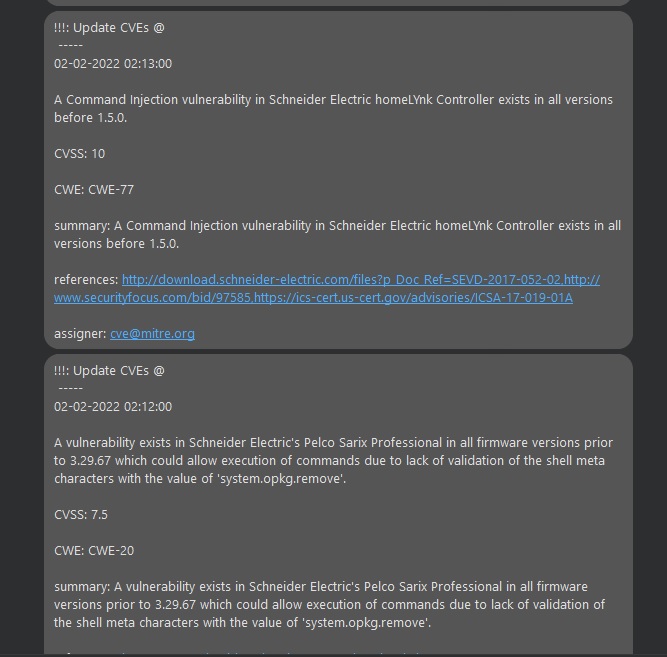 !!!: Update CVEs @
-----
02-02-2022 02:13:00
A Command Injection vulnerability in Schneider Electric homeLYnk Controller exists in all versions
before 1.5.0.
CVSS: 10
CWE: CWE-77
summary: A Command Injection vulnerability in Schneider Electric homeLYnk Controller exists in all
versions before 1.5.0.
references: http://download.schneider-electric.com/files?p_Doc_Ref=SEVD-2017-052-02,http://
www.securityfocus.com/bid/97585,https://ics-cert.us-cert.gov/advisories/ICSA-17-019-01A
assigner: cve@mitre.org
!!!: Update CVEs @
-----
02-02-2022 02:12:00
A vulnerability exists in Schneider Electric's Pelco Sarix Professional in all firmware versions prior
to 3.29.67 which could allow execution of commands due to lack of validation of the shell meta
characters with the value of 'system.opkg.remove'.
CVSS: 7.5
CWE: CWE-20
summary: A vulnerability exists in Schneider Electric's Pelco Sarix Professional in all firmware
versions prior to 3.29.67 which could allow execution of commands due to lack of validation of
the shell meta characters with the value of 'system.opkg.remove'.